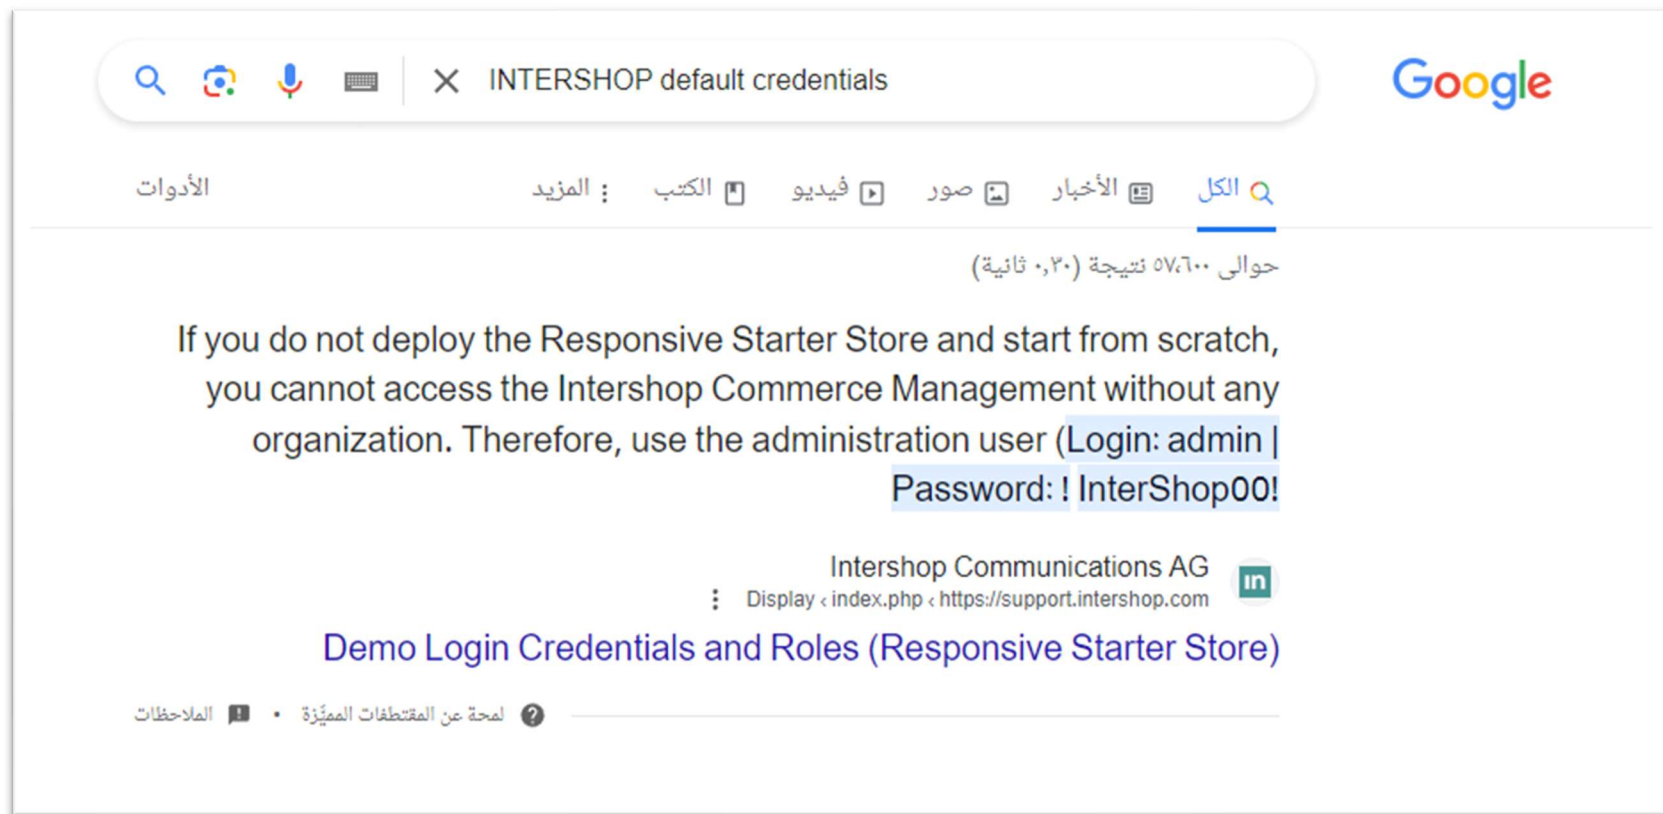 INTERSHOP default credentials
Google
الكل الأخبار صور فيديو الكتب المزيد الأدوات
حوالى ٥٧،٦٠٠ نتيجة (٠,٣٠ ثانية)
If you do not deploy the Responsive Starter Store and start from scratch,
you cannot access the Intershop Commerce Management without any
organization. Therefore, use the administration user (Login: admin |
Password: ! InterShop00!
Intershop Communications AG
https://support.intershop.com › index.php › Display
Demo Login Credentials and Roles (Responsive Starter Store)
لمحة عن المقتطفات المميَّزة • الملاحظات